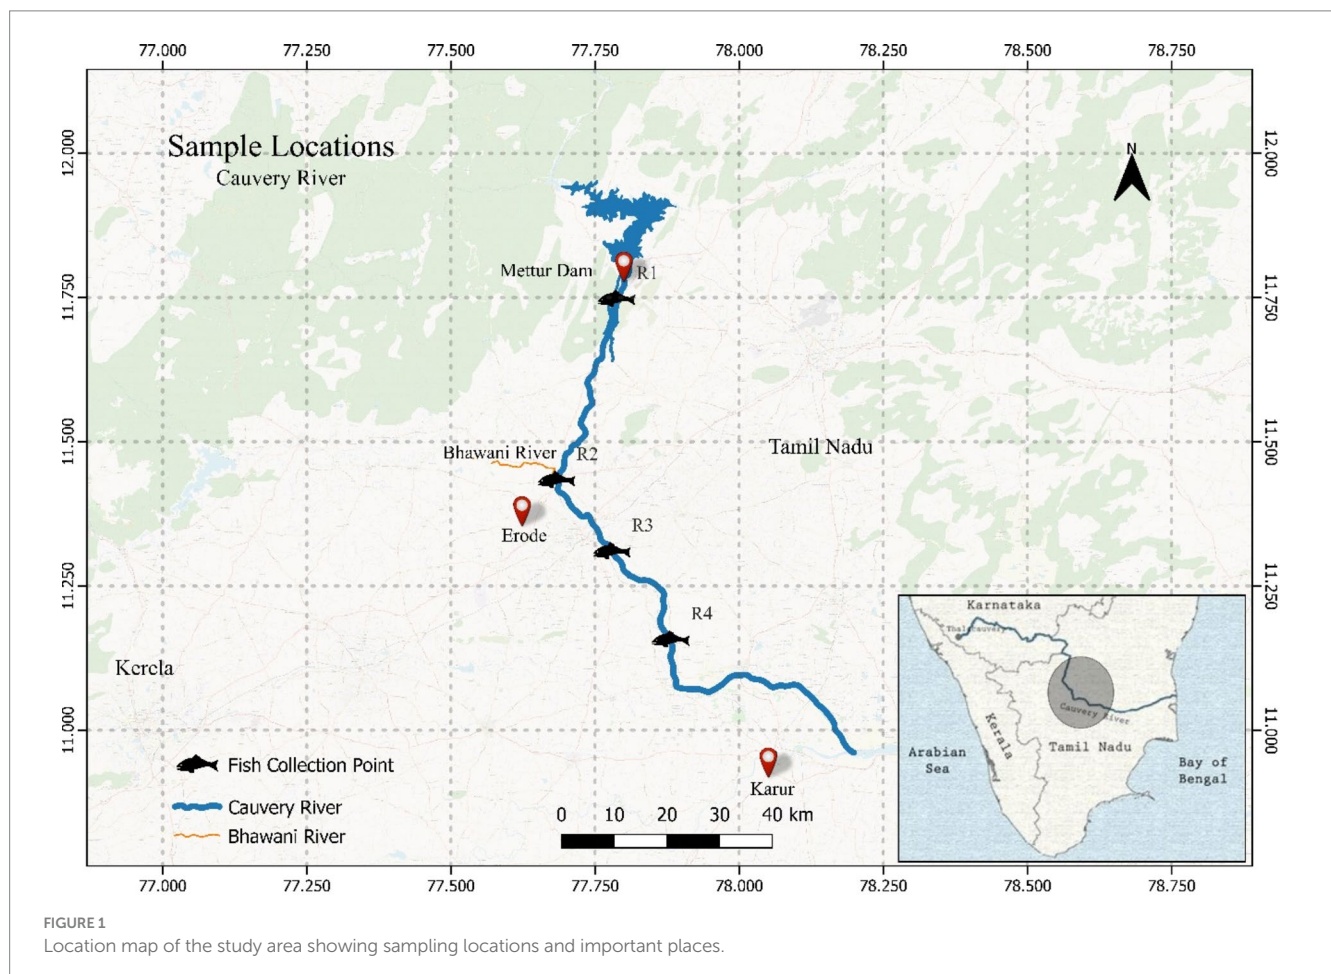 77.000 77.250 77.500 77.750 78.000 78.250 78.500 78.750
12.000 12.000
Sample Locations
Cauvery River
N
Mettur Dam R1
11.750 11.750
11.500 11.500
Bhawani River R2
Tamil Nadu
R3
Erode
11.250 11.250
R4
Kerela
11.000 11.000
Karnataka
Thalacauvery
Cauvery River
Kerala
Tamil Nadu
Arabian
Sea
Bay of
Bengal
Fish Collection Point
Cauvery River
Bhawani River
Karur
0 10 20 30 40 km
77.000 77.250 77.500 77.750 78.000 78.250 78.500 78.750
FIGURE 1
Location map of the study area showing sampling locations and important places.